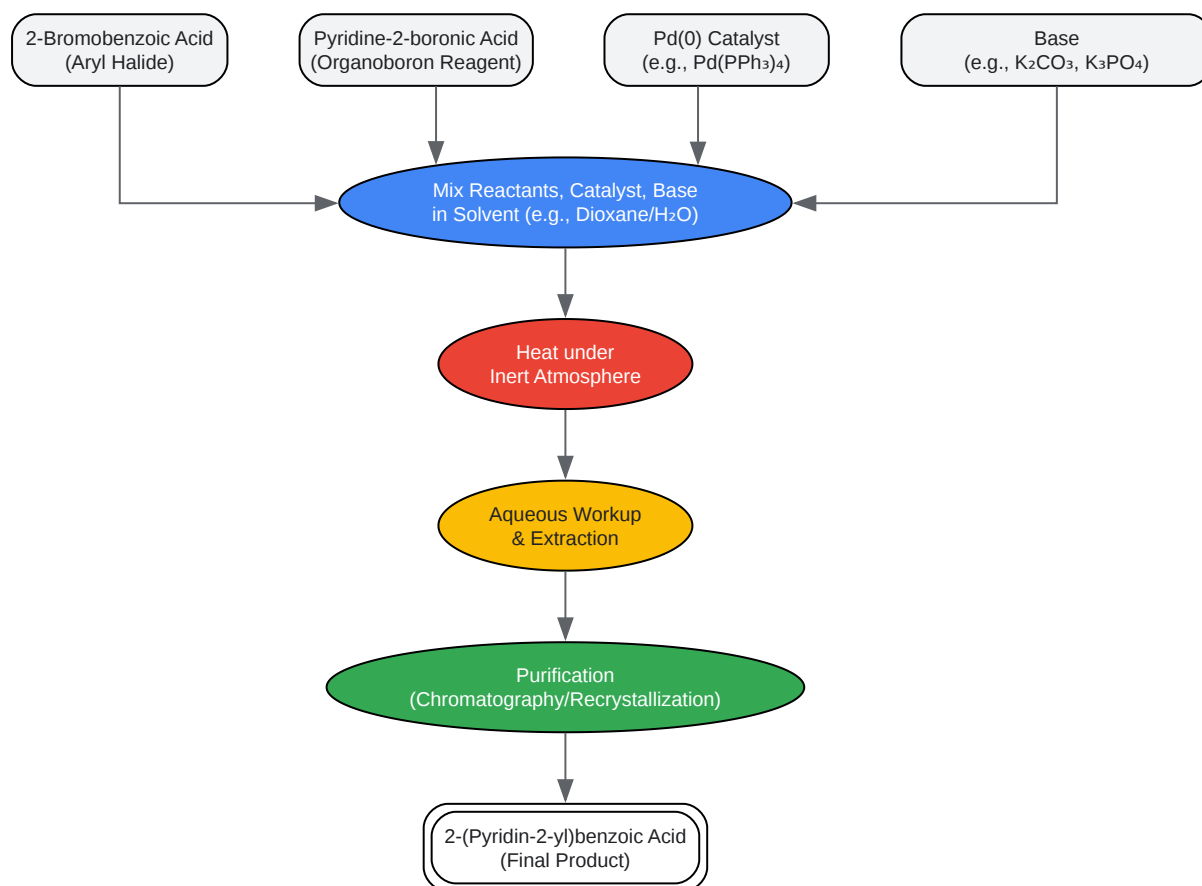 2-Bromobenzoic Acid
(Aryl Halide)
Pyridine-2-boronic Acid
(Organoboron Reagent)
Pd(0) Catalyst
(e.g., Pd(PPh₃)₄)
Base
(e.g., K₂CO₃, K₃PO₄)
Mix Reactants, Catalyst, Base
in Solvent (e.g., Dioxane/H₂O)
Heat under
Inert Atmosphere
Aqueous Workup
& Extraction
Purification
(Chromatography/Recrystallization)
2-(Pyridin-2-yl)benzoic Acid
(Final Product)